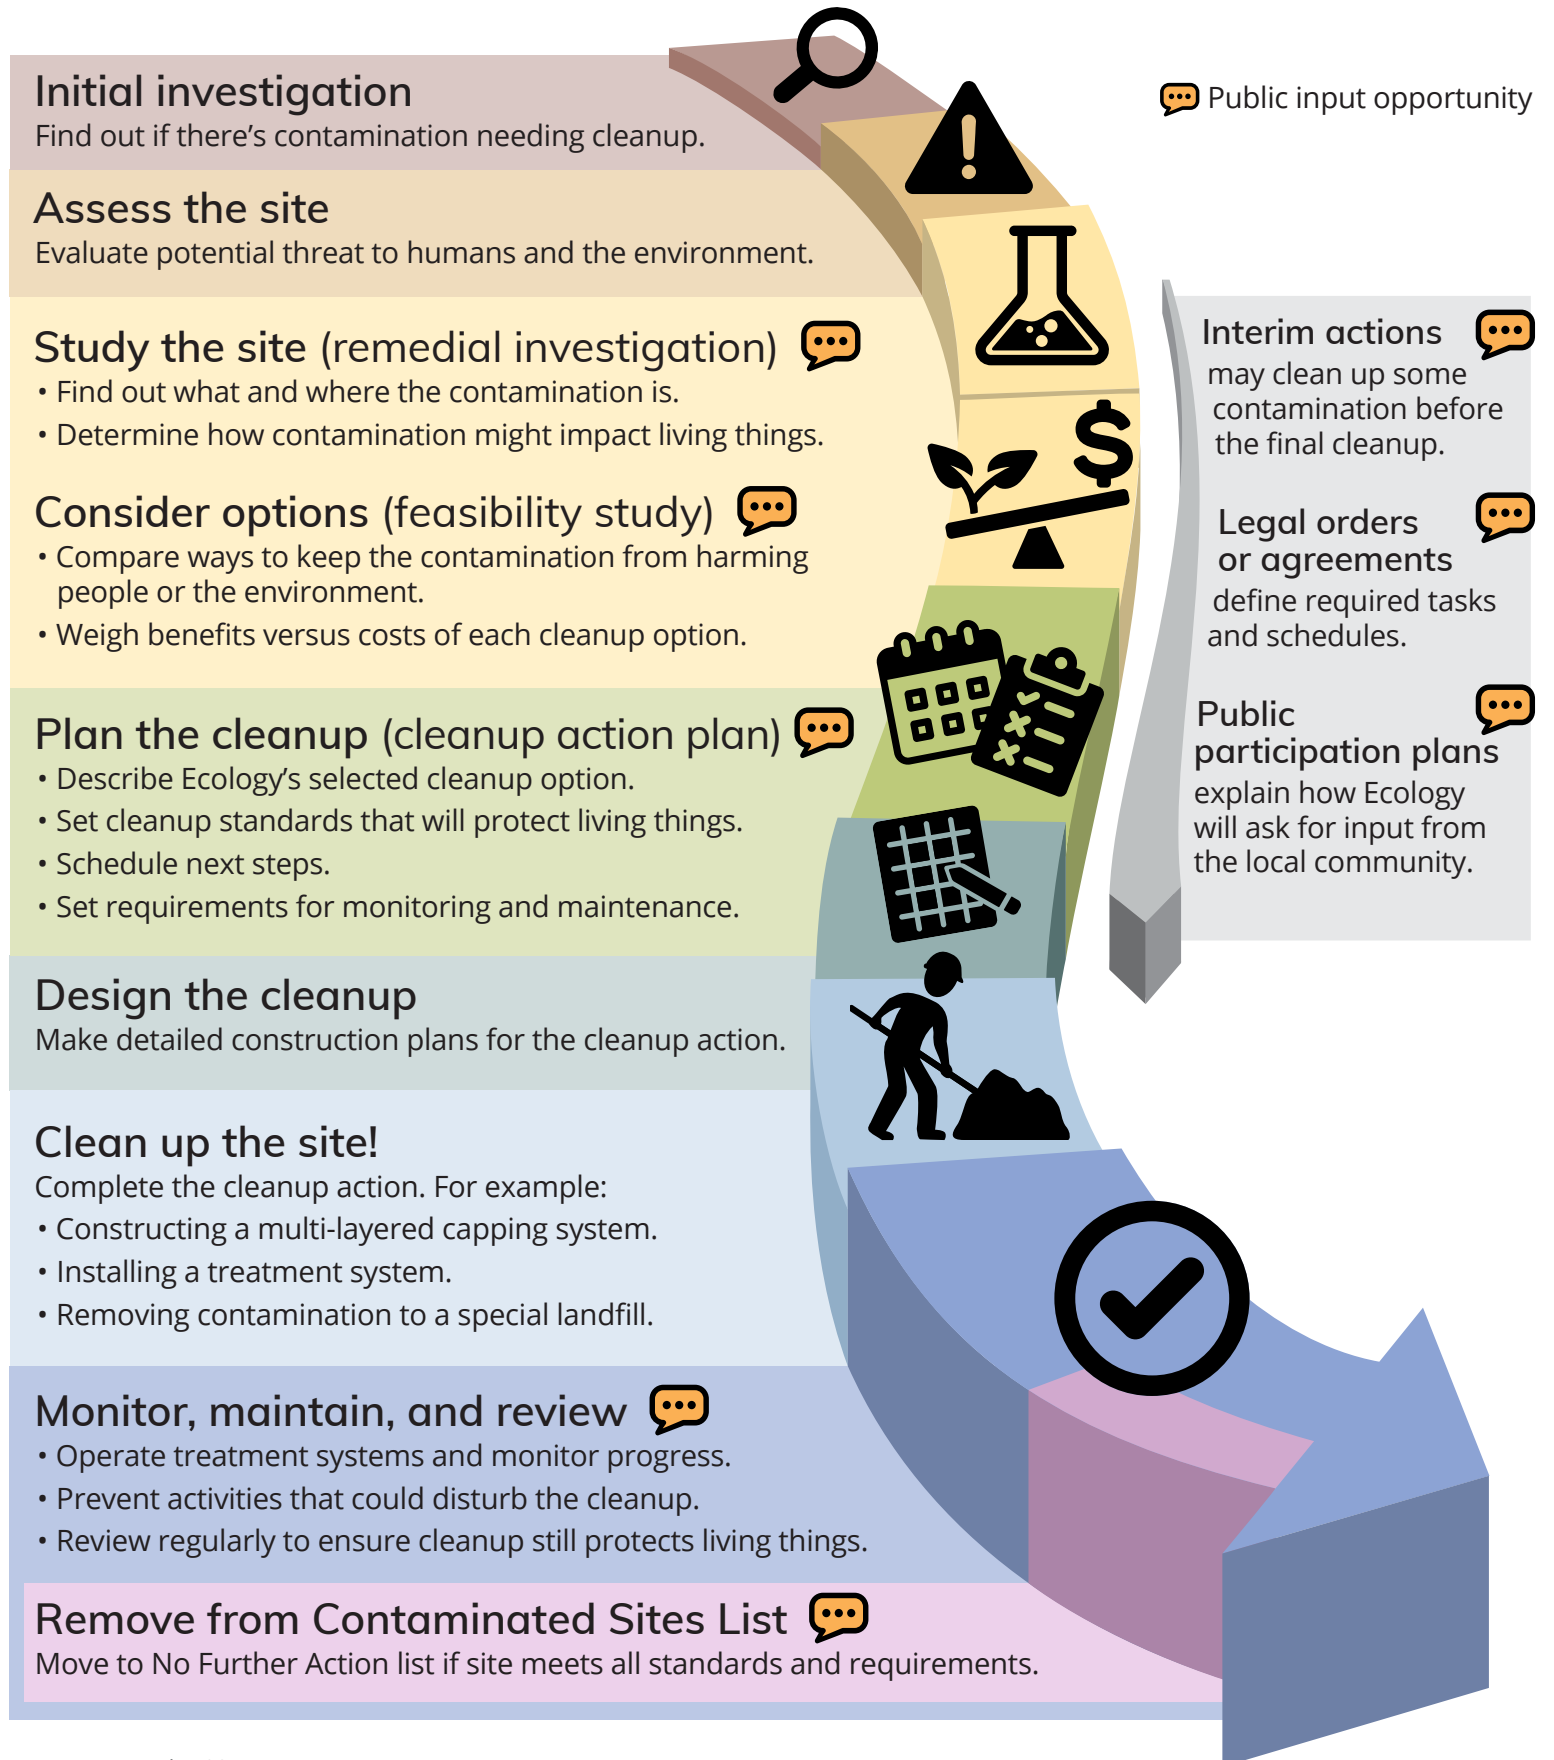 Initial investigation
Find out if there’s contamination needing cleanup.
Public input opportunity
Assess the site
Evaluate potential threat to humans and the environment.
Study the site (remedial investigation)
• Find out what and where the contamination is.
• Determine how contamination might impact living things.
Consider options (feasibility study)
• Compare ways to keep the contamination from harming
people or the environment.
• Weigh benefits versus costs of each cleanup option.
Plan the cleanup (cleanup action plan)
• Describe Ecology’s selected cleanup option.
• Set cleanup standards that will protect living things.
• Schedule next steps.
• Set requirements for monitoring and maintenance.
Design the cleanup
Make detailed construction plans for the cleanup action.
Clean up the site!
Complete the cleanup action. For example:
• Constructing a multi-layered capping system.
• Installing a treatment system.
• Removing contamination to a special landfill.
Monitor, maintain, and review
• Operate treatment systems and monitor progress.
• Prevent activities that could disturb the cleanup.
• Review regularly to ensure cleanup still protects living things.
Remove from Contaminated Sites List
Move to No Further Action list if site meets all standards and requirements.
Interim actions
may clean up some
contamination before
the final cleanup.
Legal orders
or agreements
define required tasks
and schedules.
Public
participation plans
explain how Ecology
will ask for input from
the local community.
$